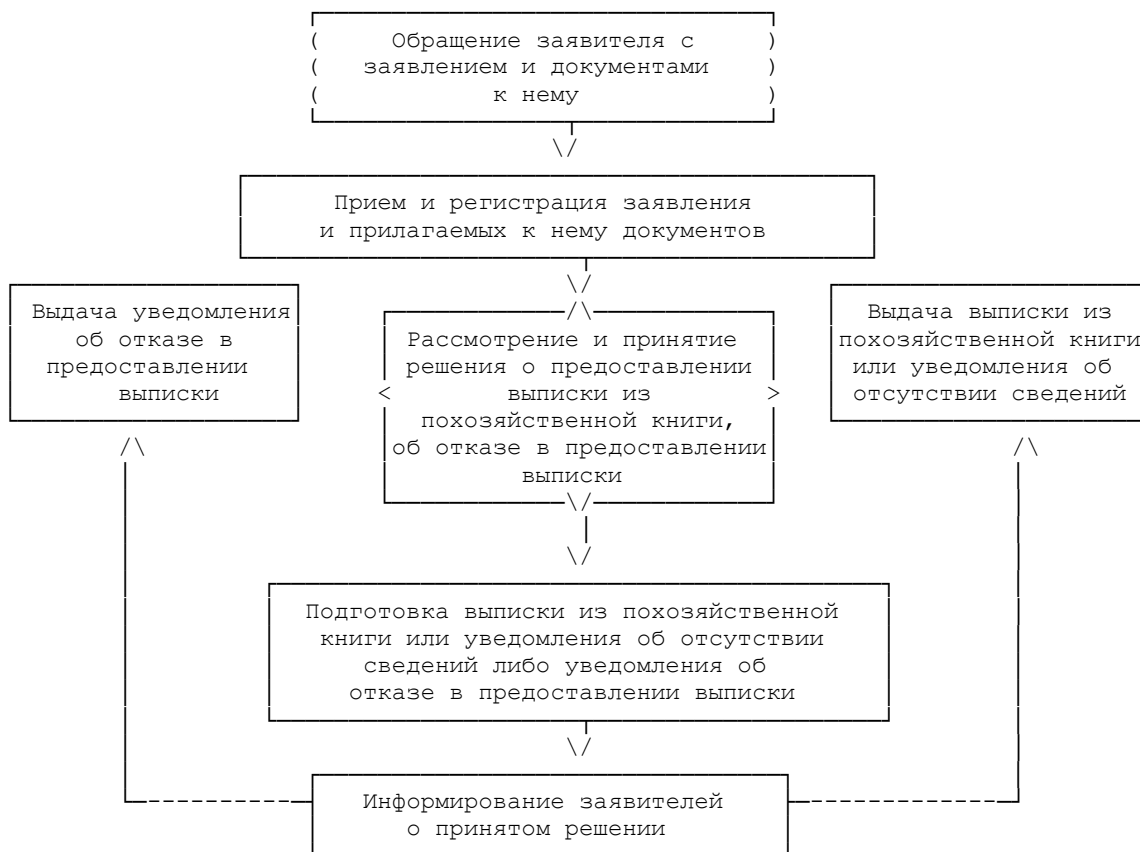 Обращение заявителя с
заявлением и документами
к нему
Прием и регистрация заявления
и прилагаемых к нему документов
Выдача уведомления
об отказе в
предоставлении
выписки
Рассмотрение и принятие
решения о предоставлении
выписки из
похозяйственной книги,
об отказе в предоставлении
выписки
Выдача выписки из
похозяйственной книги
или уведомления об
отсутствии сведений
Подготовка выписки из похозяйственной
книги или уведомления об отсутствии
сведений либо уведомления об
отказе в предоставлении выписки
Информирование заявителей
о принятом решении